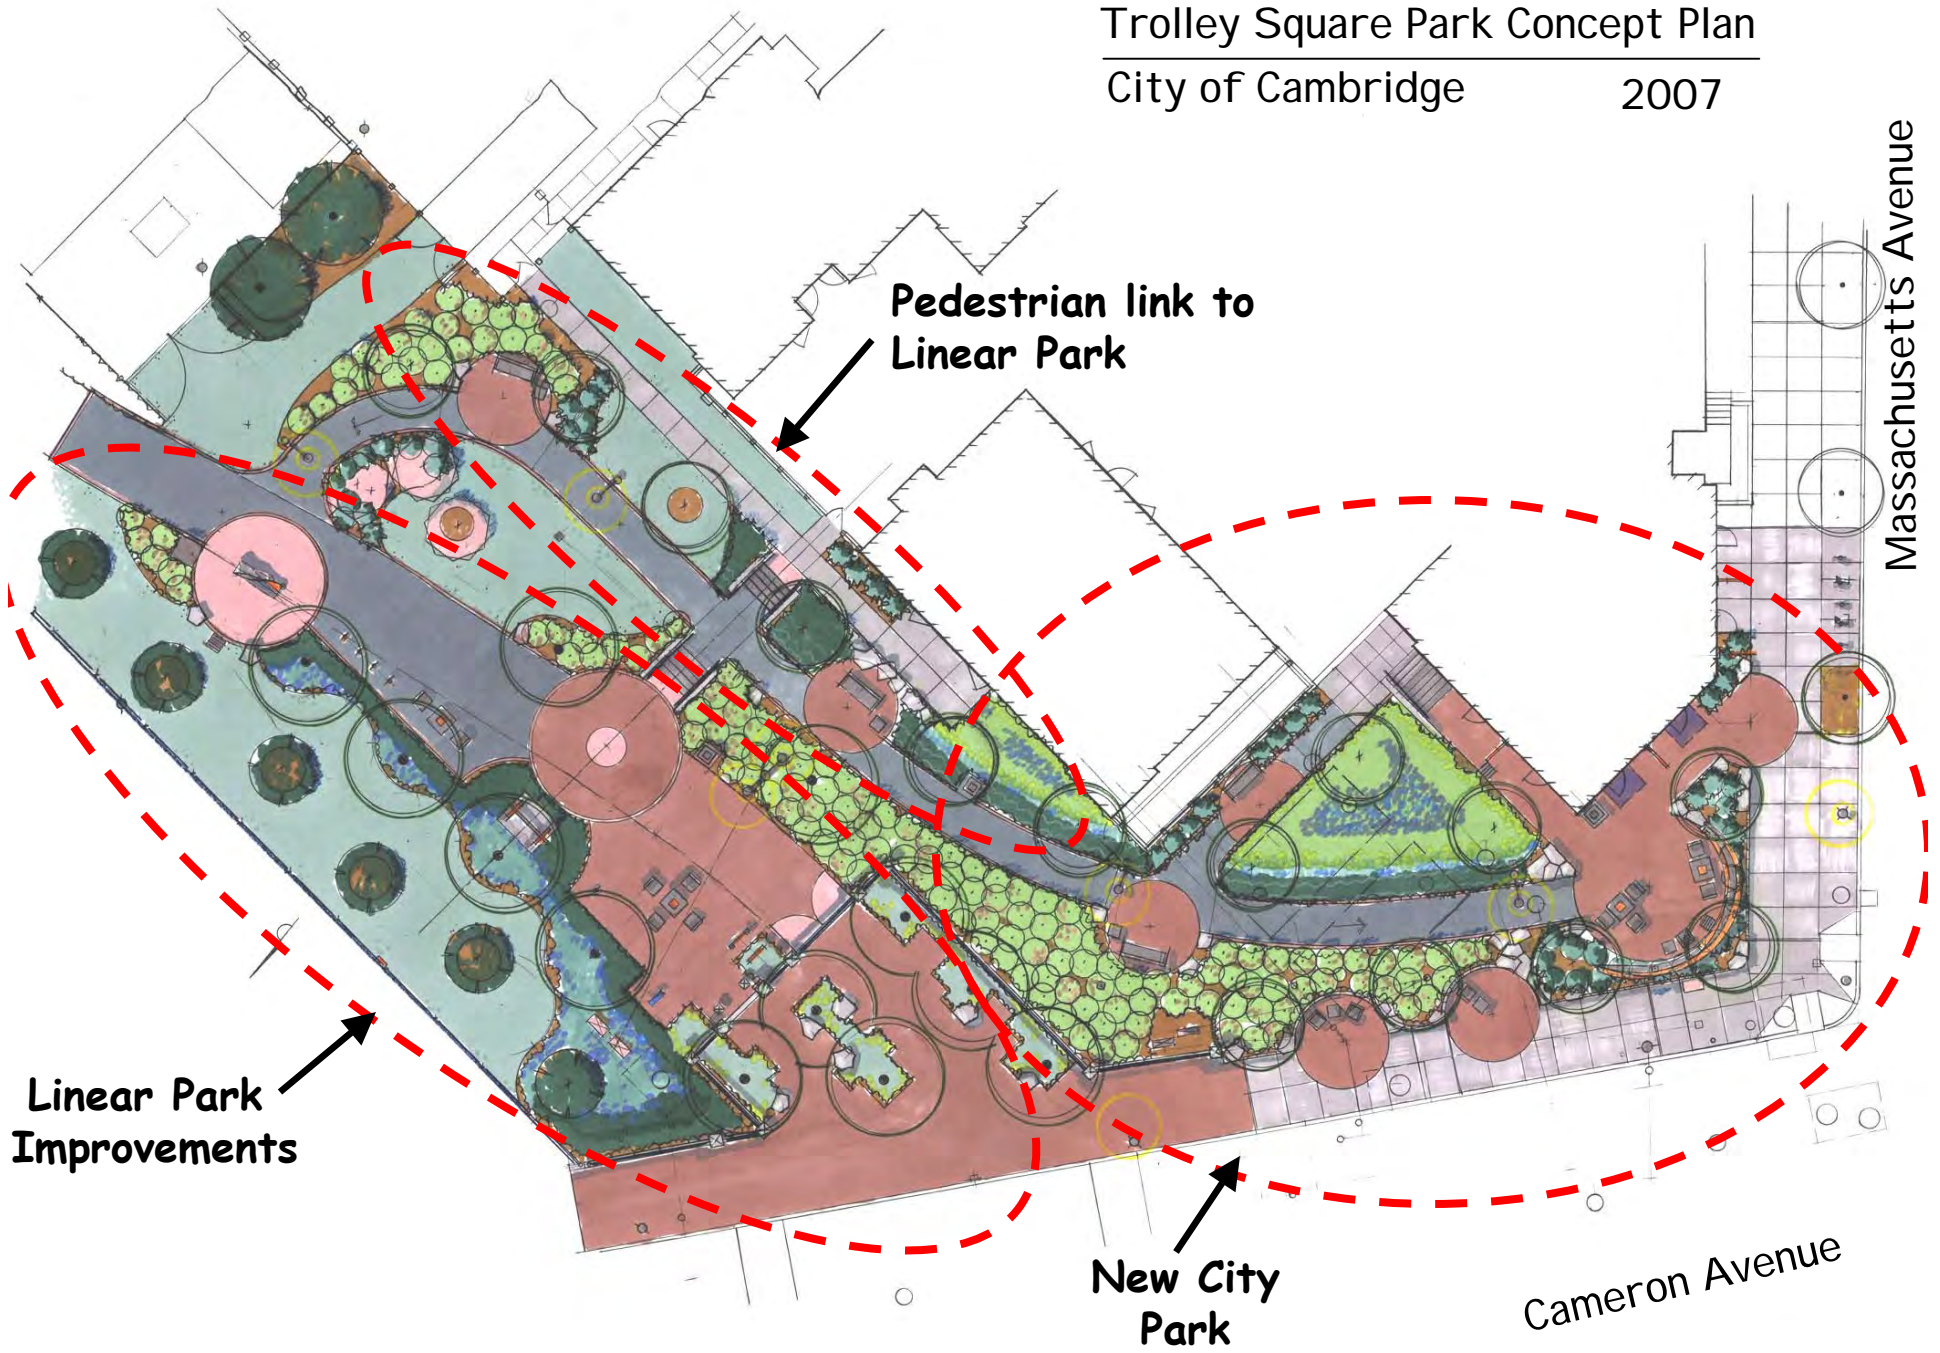 Trolley Square Park Concept Plan
City of Cambridge 2007
Massachusetts Avenue
Pedestrian link to
Linear Park
Linear Park
Improvements
New City
Park
Cameron Avenue